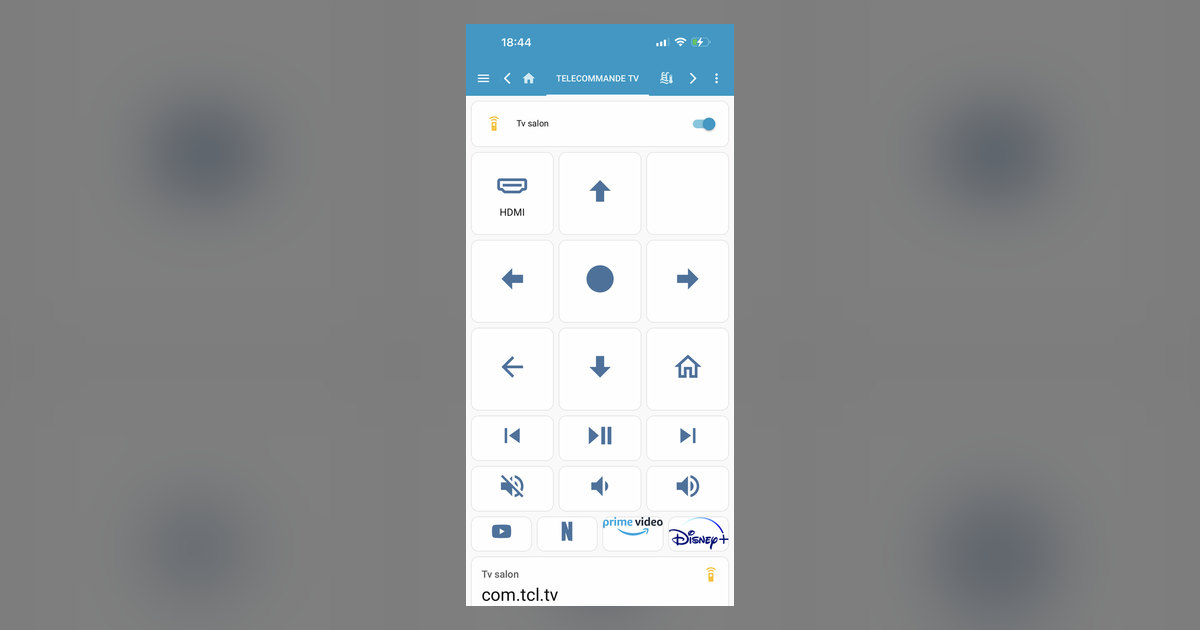 18:44
TELECOMMANDE TV
Tv salon
HDMI
N
prime video
Disney+
Tv salon
com.tcl.tv